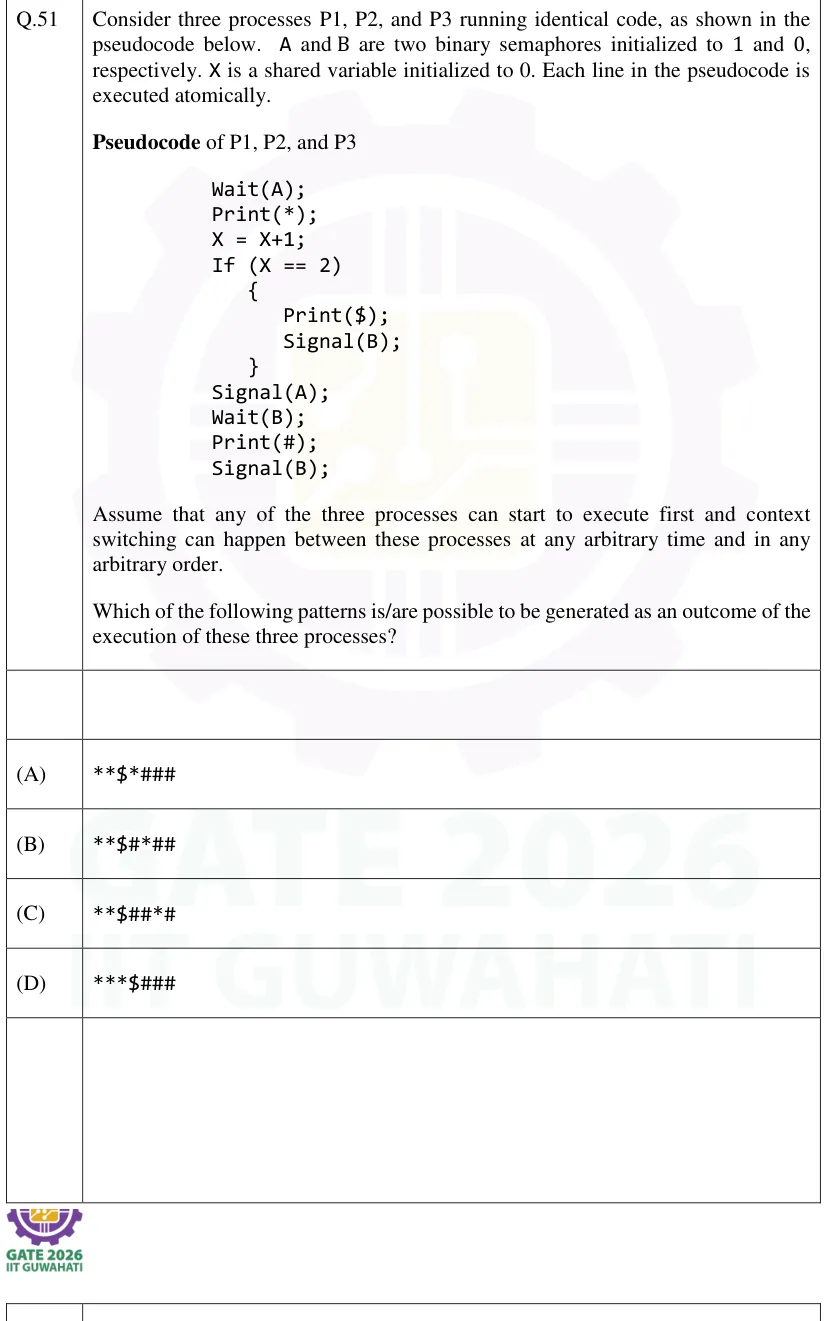 Q.51 Consider three processes P1, P2, and P3 running identical code, as shown in the
pseudocode below. A and B are two binary semaphores initialized to 1 and 0,
respectively. X is a shared variable initialized to 0. Each line in the pseudocode is
executed atomically.
Pseudocode of P1, P2, and P3
Wait(A);
Print(*);
X = X+1;
If (X == 2)
{
Print($);
Signal(B);
}
Signal(A);
Wait(B);
Print(#);
Signal(B);
Assume that any of the three processes can start to execute first and context
switching can happen between these processes at any arbitrary time and in any
arbitrary order.
Which of the following patterns is/are possible to be generated as an outcome of the
execution of these three processes?
(A) **$*###
(B) **$#*##
(C) **$##*#
(D) ***$###
GATE 2026
IIT GUWAHATI
GATE 2026
IIT GUWAHATI